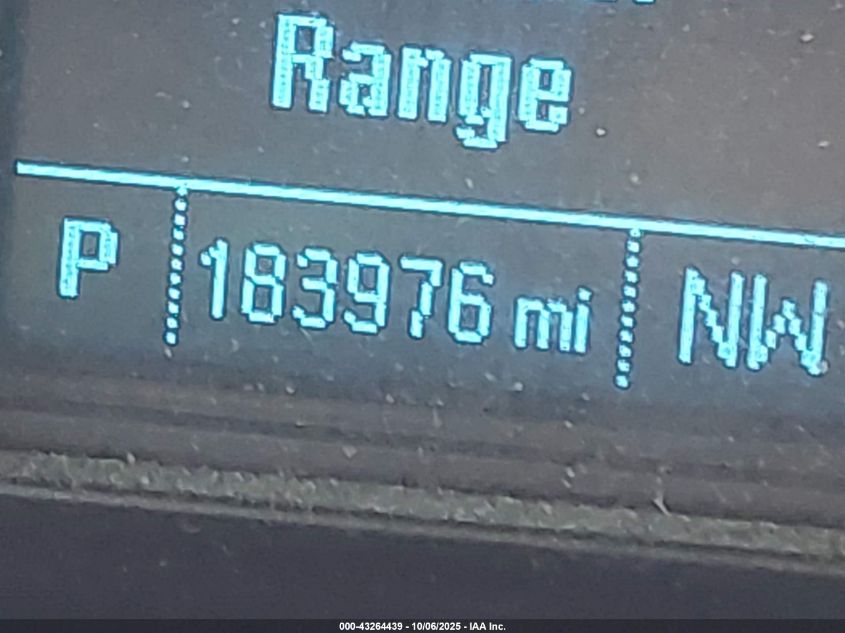 Range
P 183976 mi NW
000-43264439 - 10/06/2025 - IAA Inc.